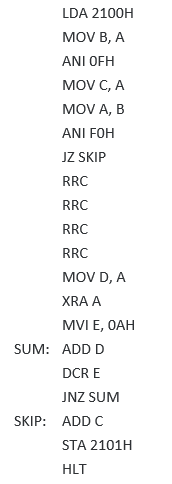 LDA 2100H
MOV B, A
ANI 0FH
MOV C, A
MOV A, B
ANI F0H
JZ SKIP
RRC
RRC
RRC
RRC
MOV D, A
XRA A
MVI E, 0AH
SUM: ADD D
DCR E
JNZ SUM
SKIP: ADD C
STA 2101H
HLT